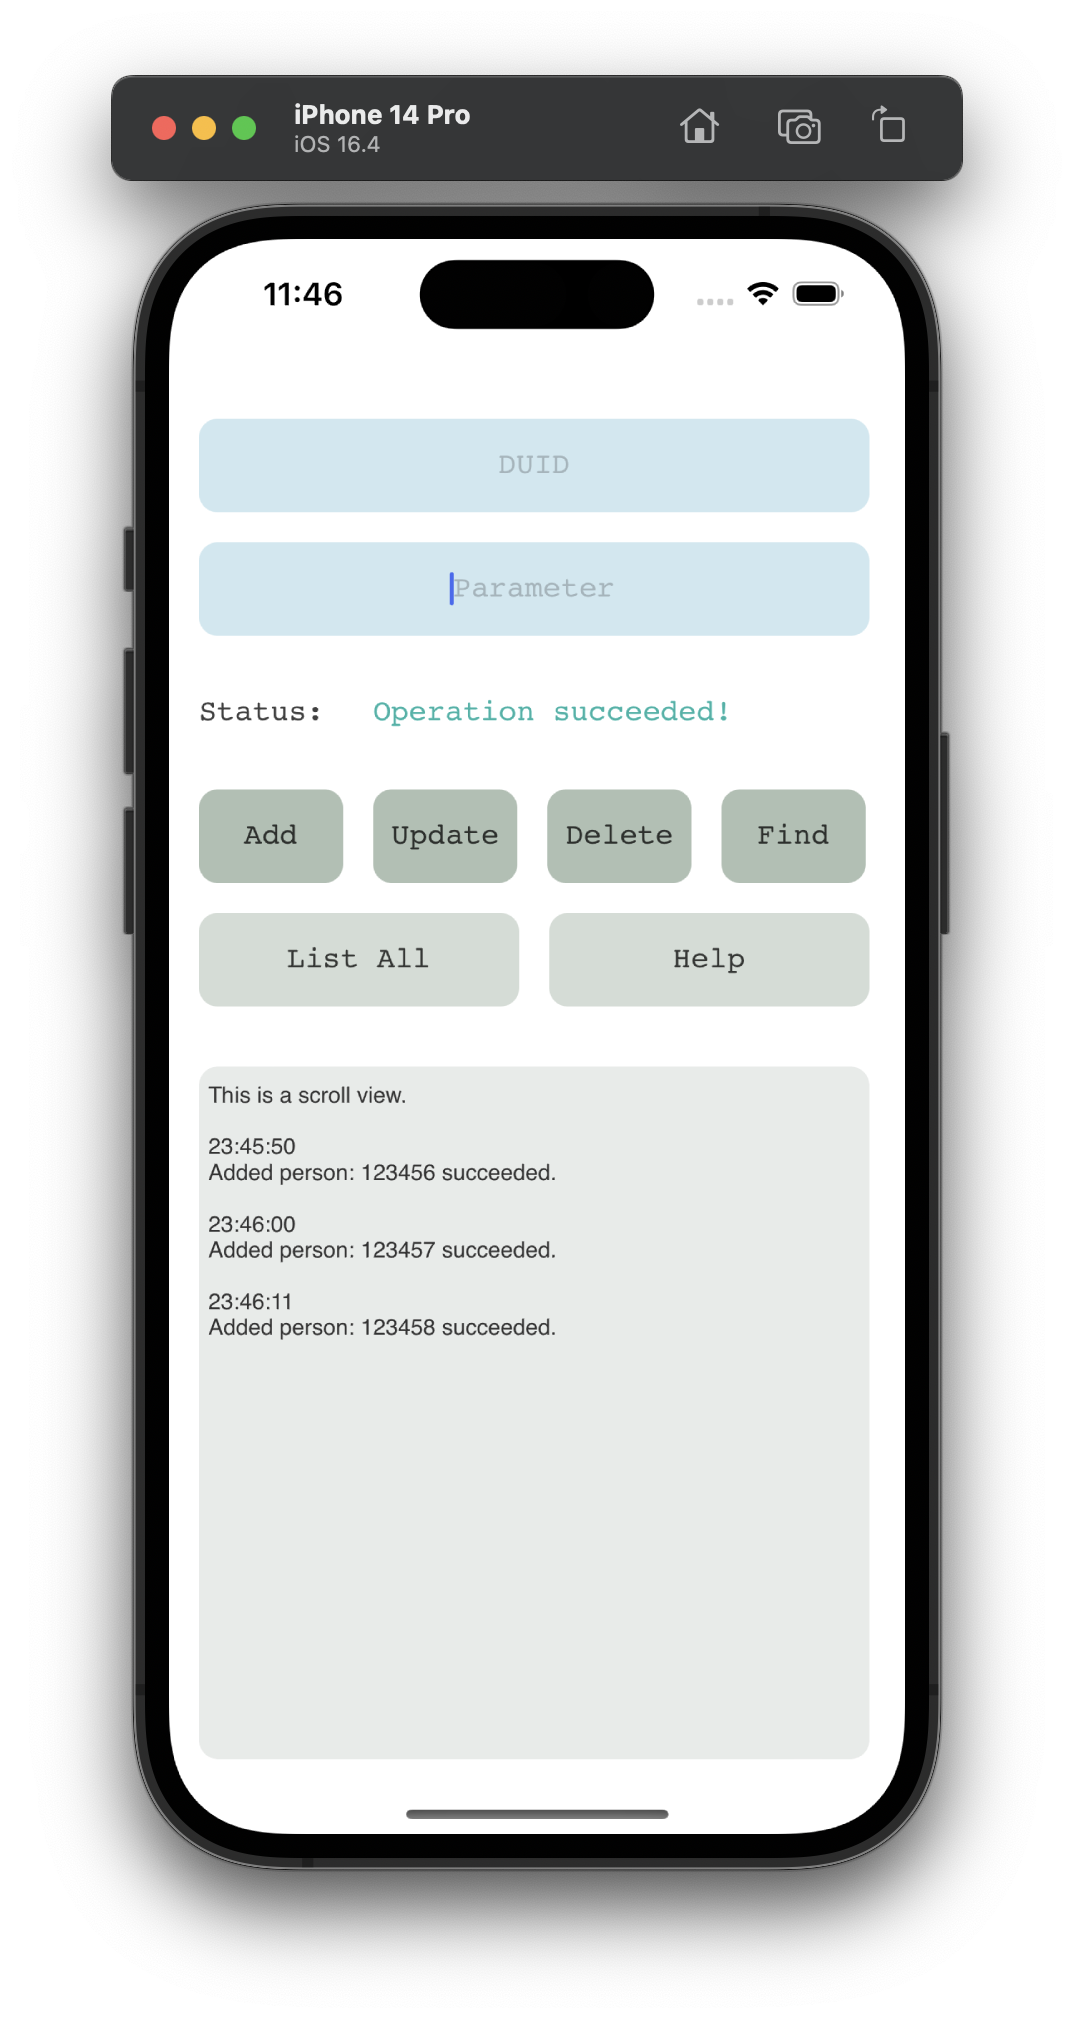 iPhone 14 Pro
iOS 16.4
11:46
DUID
Parameter
Status: Operation succeeded!
Add Update Delete Find
List All Help
This is a scroll view.
23:45:50
Added person: 123456 succeeded.
23:46:00
Added person: 123457 succeeded.
23:46:11
Added person: 123458 succeeded.